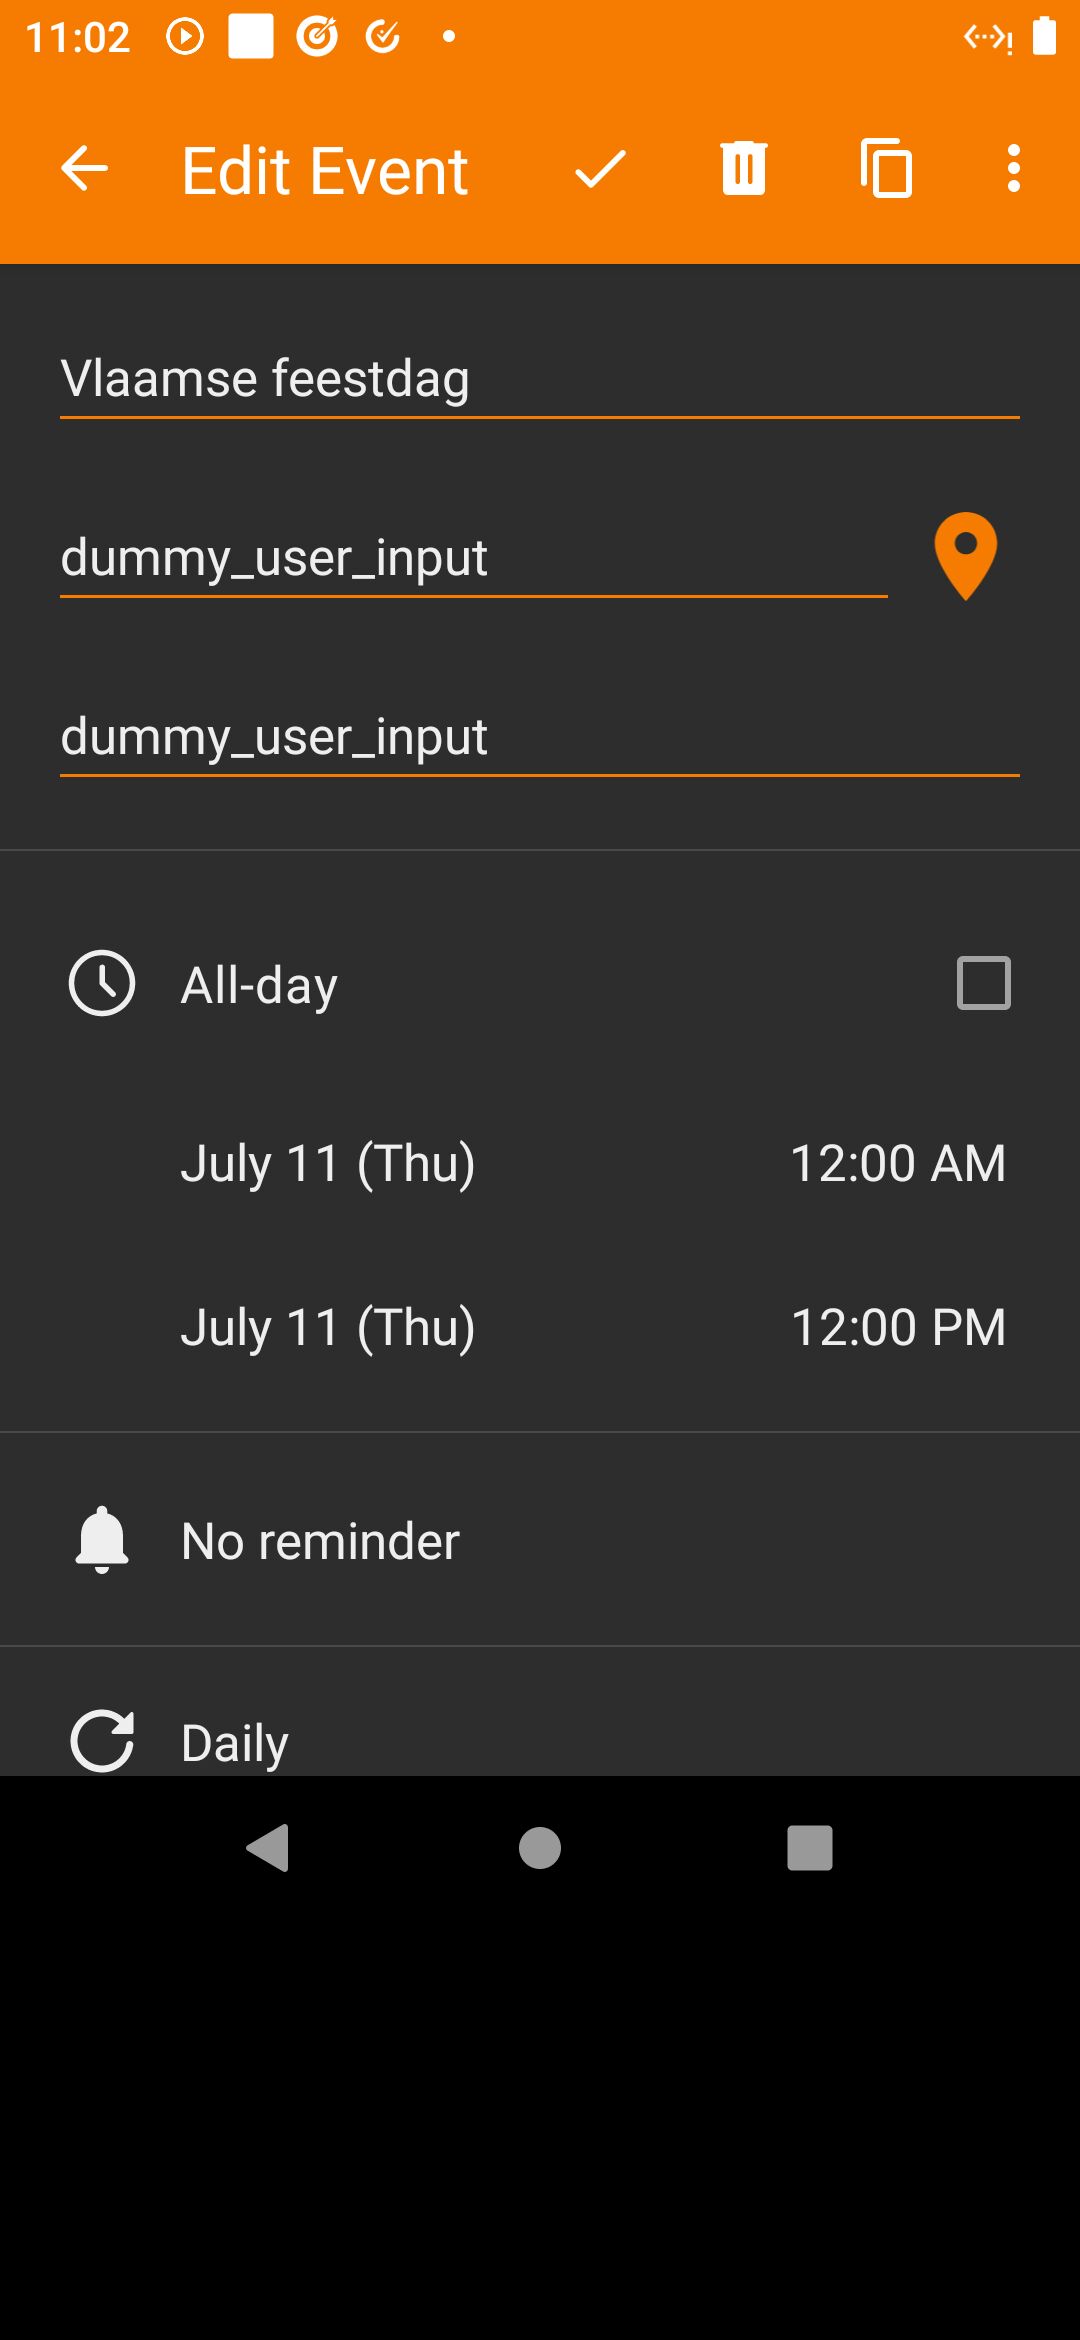 11:02
Edit Event
Vlaamse feestdag
dummy_user_input
dummy_user_input
All-day
July 11 (Thu) 12:00 AM
July 11 (Thu) 12:00 PM
No reminder
Daily